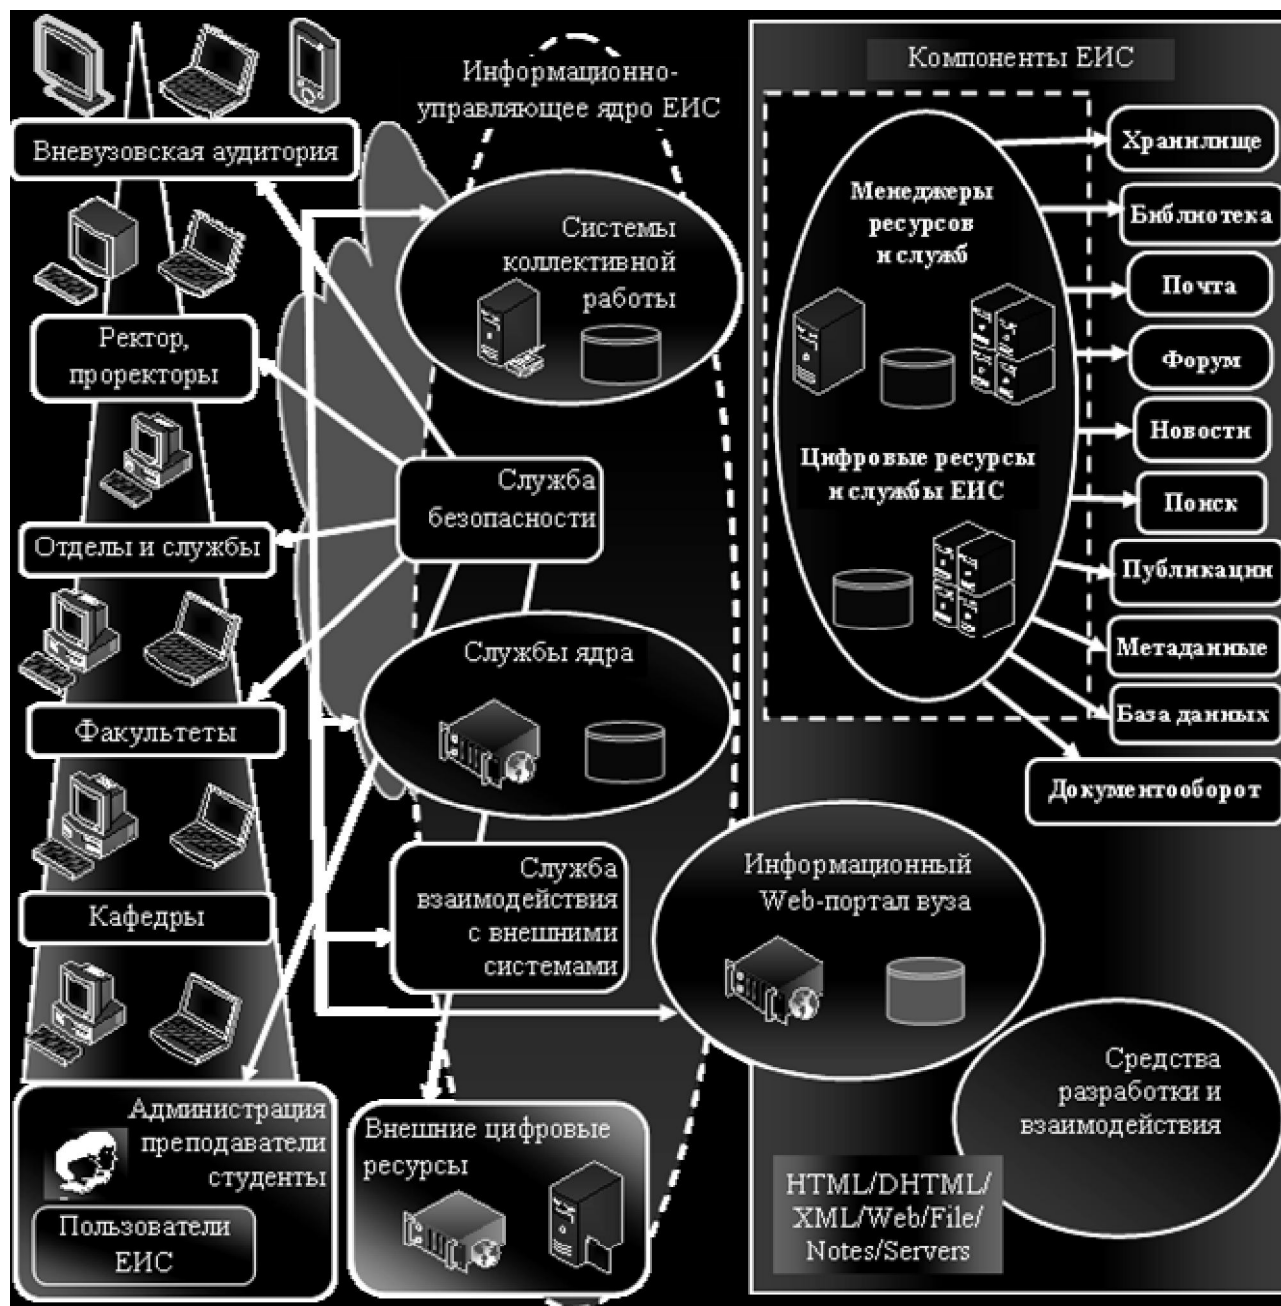 Вневузовская аудитория
Ректор,
проректоры
Отделы и службы
Факультеты
Кафедры
Администрация
преподаватели
студенты
Пользователи
ЕИС
Информационно-
управляющее ядро ЕИС
Системы
коллективной
работы
Служба
безопасности
Службы ядра
Служба
взаимодействия
с внешними
системами
Внешние цифровые
ресурсы
Компоненты ЕИС
Менеджеры
ресурсов
и служб
Цифровые ресурсы
и службы ЕИС
Хранилище
Библиотека
Почта
Форум
Новости
Поиск
Публикации
Метаданные
База данных
Документооборот
Информационный
Web-портал вуза
Средства
разработки и
взаимодействия
HTML/DHTML/
XML/Web/File/
Notes/Servers